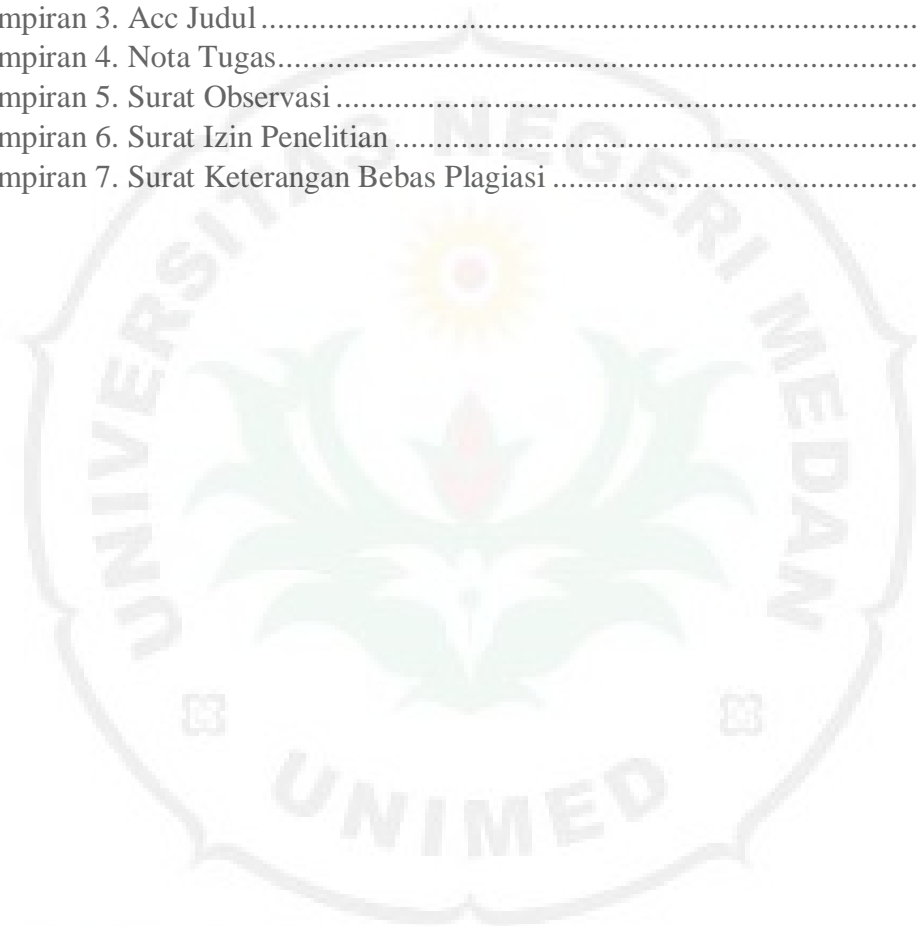 mpiran 3. Acc Judul................................................................................
mpiran 4. Nota Tugas..............................................................................
mpiran 5. Surat Observasi.......................................................................
mpiran 6. Surat Izin Penelitian................................................................
mpiran 7. Surat Keterangan Bebas Plagiasi.............................................
UNIVERSITAS NEGERI MEDAN
UNIMED